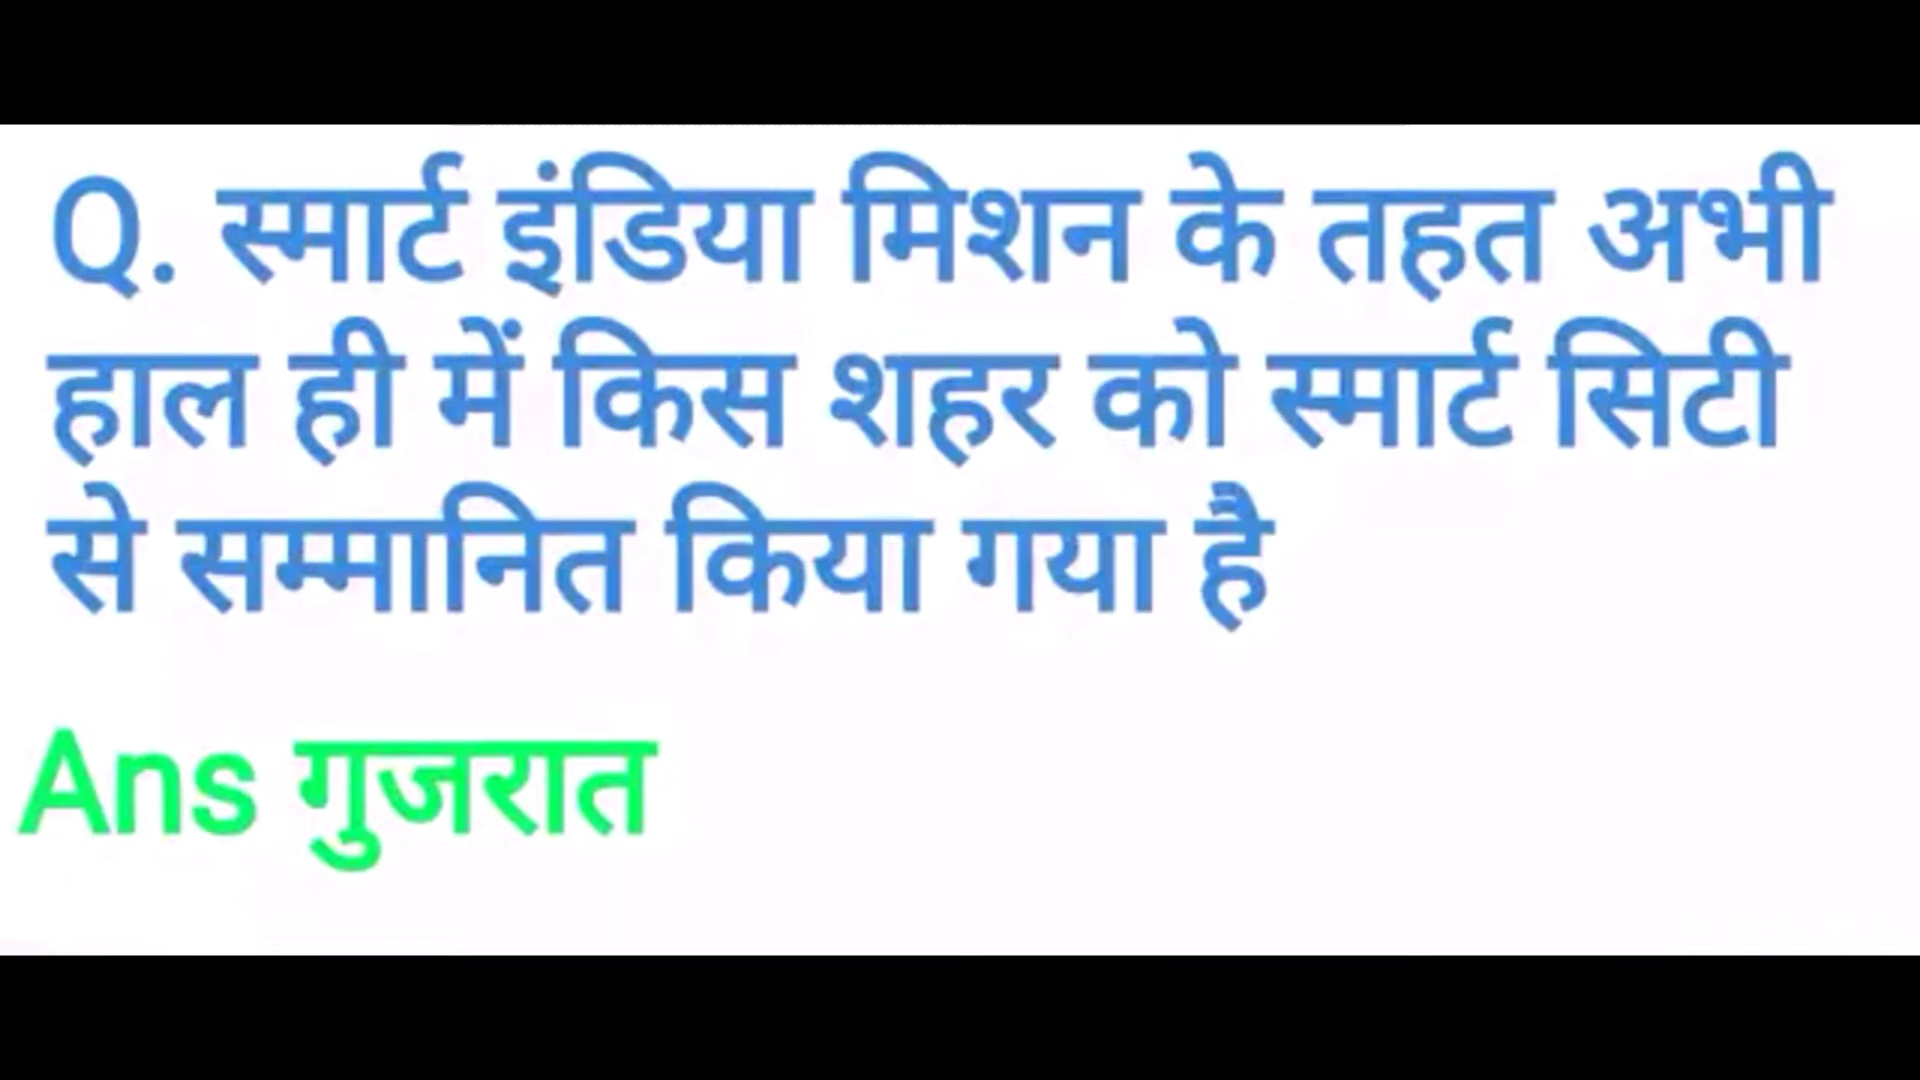 Q. स्मार्ट इंडिया मिशन के तहत अभी
हाल ही में किस शहर को स्मार्ट सिटी
से सम्मानित किया गया है
Ans गुजरात